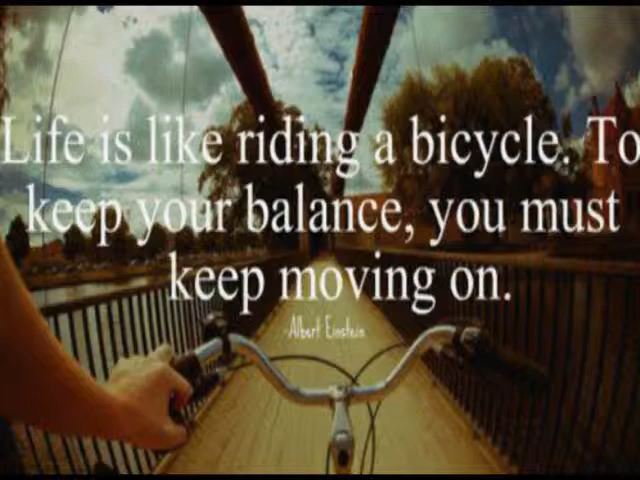 Life is like riding a bicycle. To
keep your balance, you must
keep moving on.
-Albert Einstein